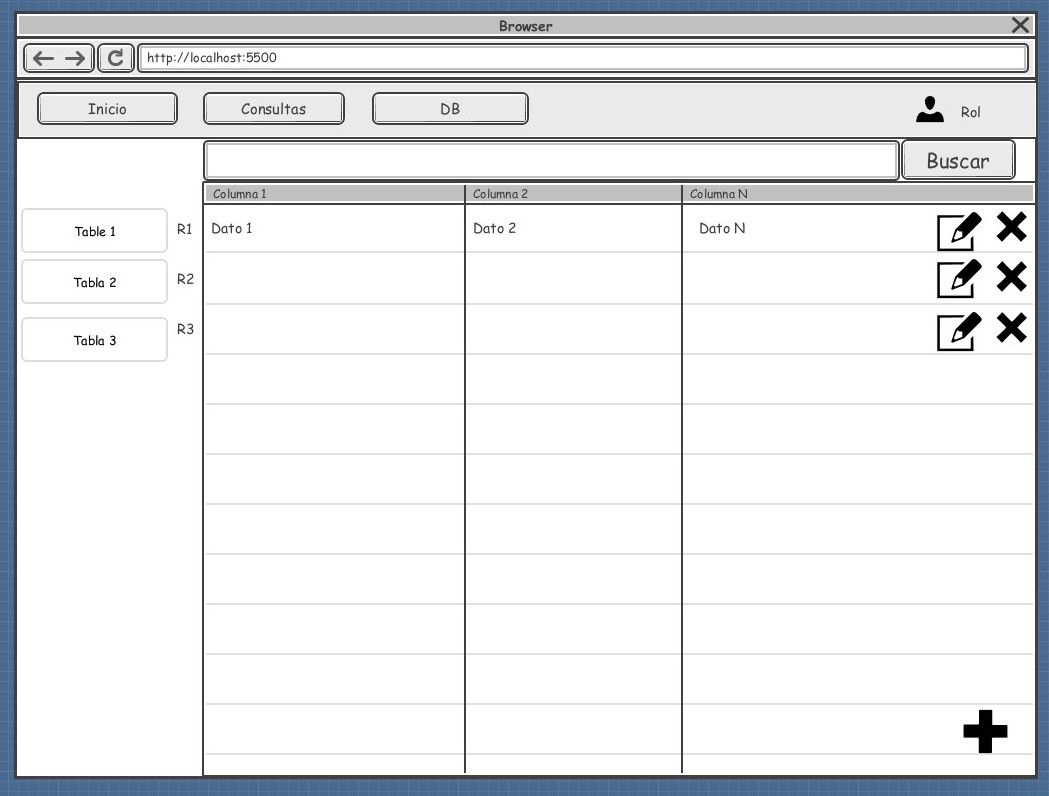 Browser
http://localhost:5500
Inicio
Consultas
DB
Rol
Buscar
Columna 1
Columna 2
Columna N
Table 1
R1
Dato 1
Dato 2
Dato N
Tabla 2
R2
Tabla 3
R3